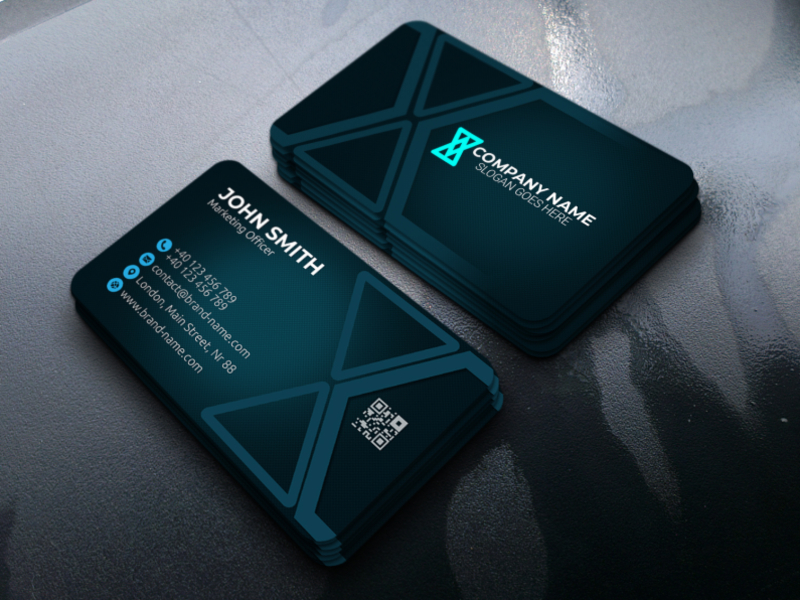 COMPANY NAME
SLOGAN GOES HERE
JOHN SMITH
Marketing Officer
+40 123 456 789
+40 123 456 789
contact@brand-name.com
London, Main Street, Nr 88
www.brand-name.com